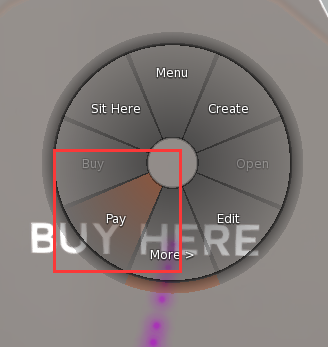 Menu
Sit Here
Create
Buy
Open
Pay
Edit
BUY HERE
More >